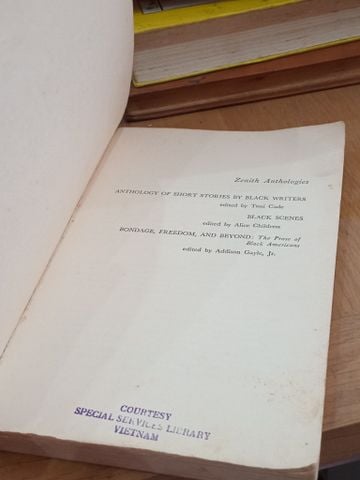 Zenith Anthologies
ANTHOLOGY OF SHORT STORIES BY BLACK WRITERS
edited by Toni Cade
BLACK SCENES
edited by Alice Childress
BONDAGE, FREEDOM, AND BEYOND: The Prose of
Black Americans
edited by Addison Gayle, Jr.
COURTESY
SPECIAL SERVICES LIBRARY
VIETNAM